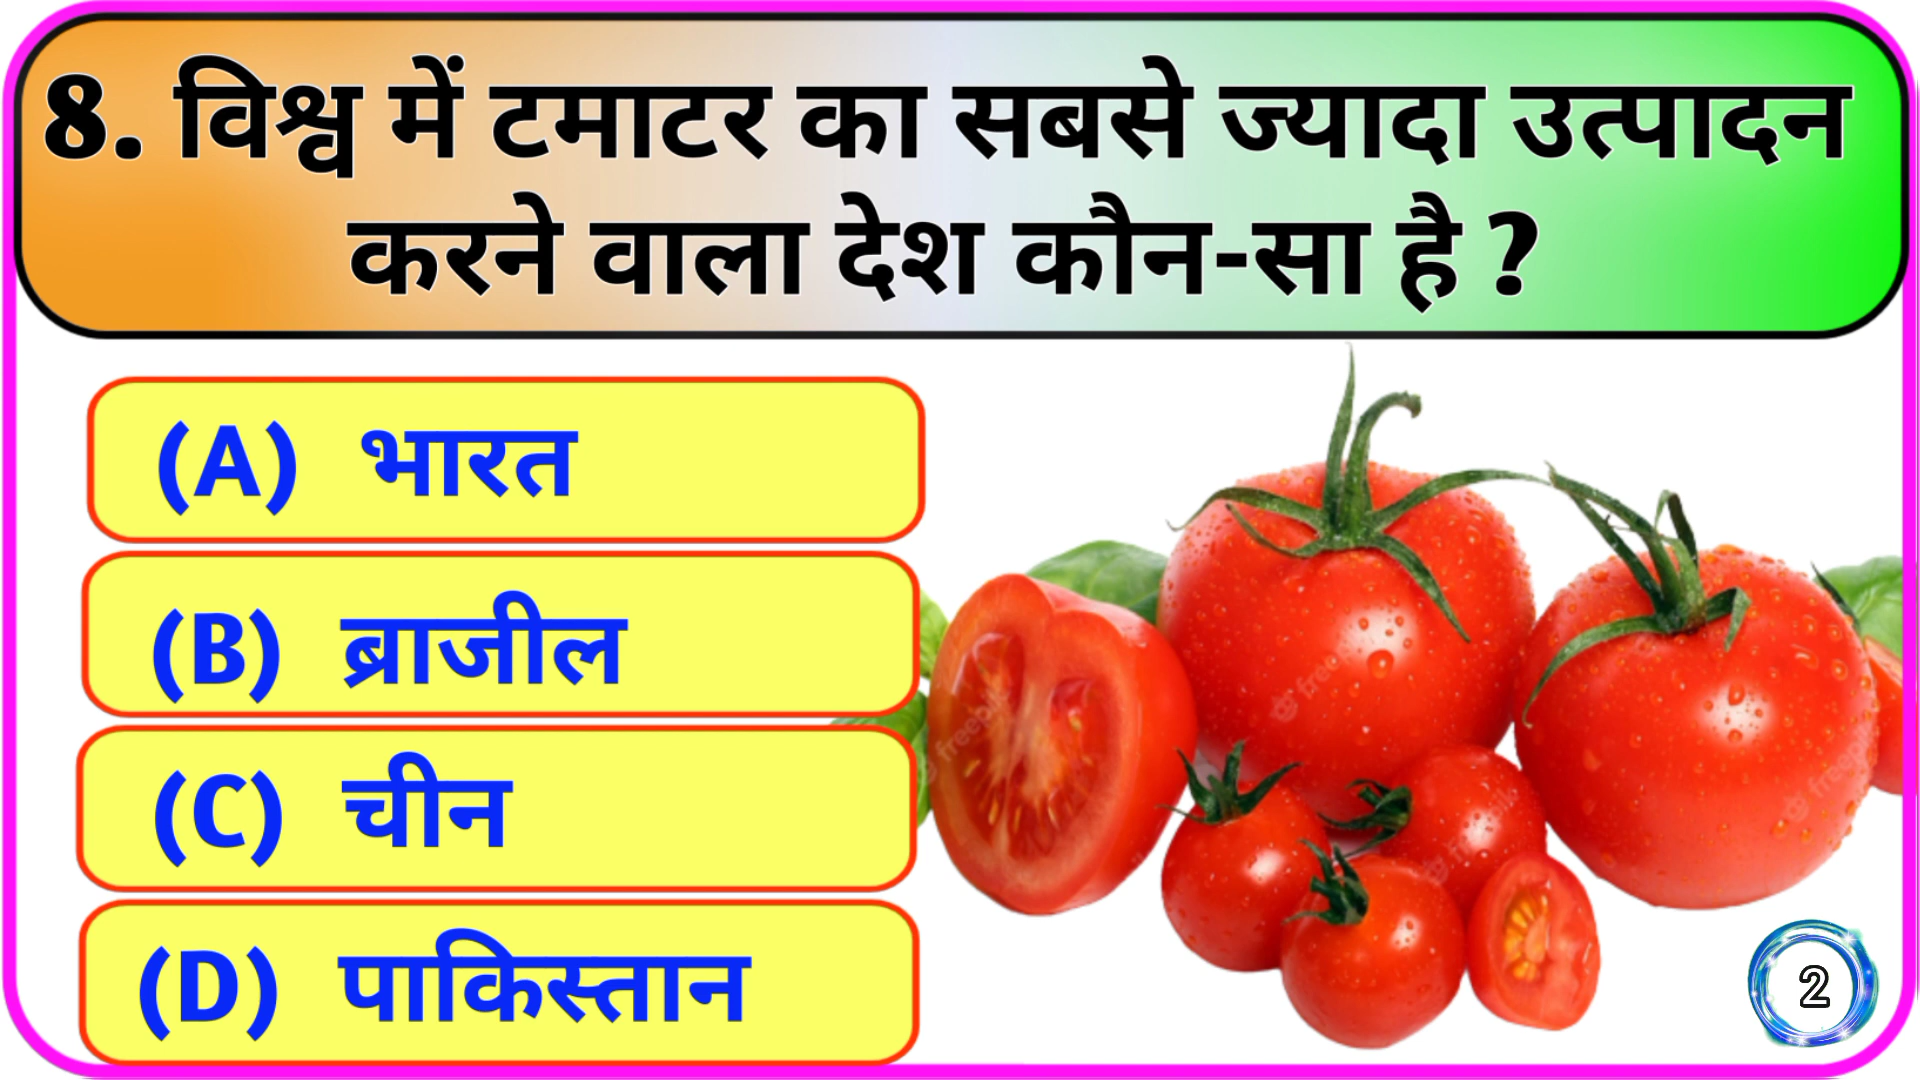 8. विश्व में टमाटर का सबसे ज्यादा उत्पादन
करने वाला देश कौन-सा है ?
(A) भारत
(B) ब्राजील
(C) चीन
(D) पाकिस्तान
2